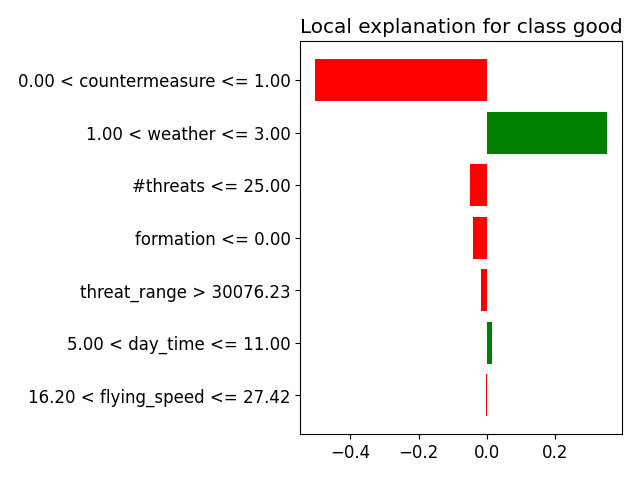 Local explanation for class good
0.00 < countermeasure <= 1.00
1.00 < weather <= 3.00
#threats <= 25.00
formation <= 0.00
threat_range > 30076.23
5.00 < day_time <= 11.00
16.20 < flying_speed <= 27.42
−0.4 −0.2 0.0 0.2